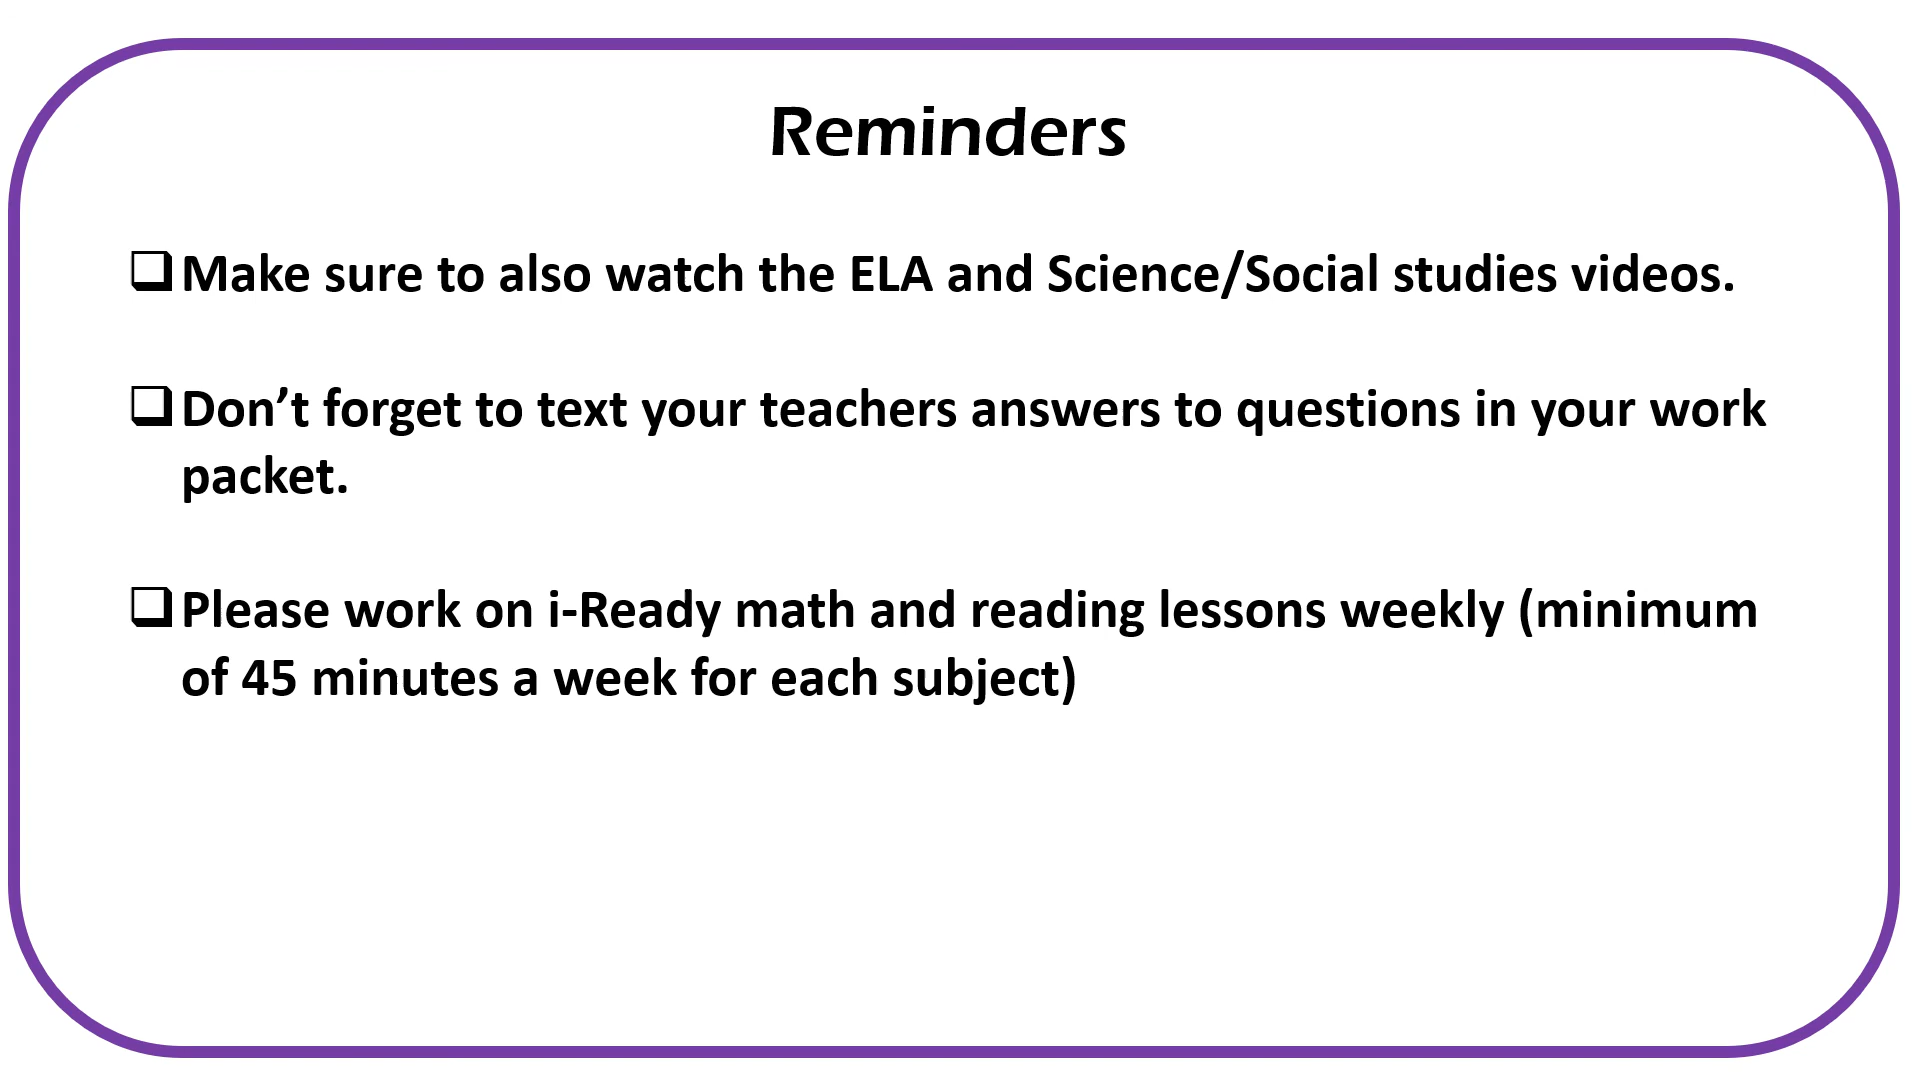 Reminders
❑Make sure to also watch the ELA and Science/Social studies videos.
❑Don’t forget to text your teachers answers to questions in your work
packet.
❑Please work on i-Ready math and reading lessons weekly (minimum
of 45 minutes a week for each subject)